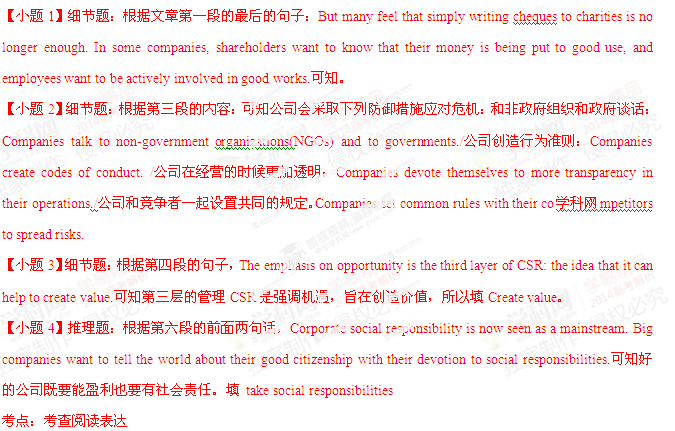 【小题 1】细节题：根据文章第一段的最后的句子：But many feel that simply writing cheques to charities is no
longer enough. In some companies, shareholders want to know that their money is being put to good use, and
employees want to be actively involved in good works.可知。
【小题 2】细节题：根据第三段的内容：可知公司会采取下列防御措施应对危机：和非政府组织和政府谈话：
Companies talk to non-government organizations(NGOs) and to governments./公司创造行为准则：Companies
create codes of conduct. /公司在经营的时候更加透明：Companies devote themselves to more transparency in
their operations./公司和竞争者一起设置共同的规定。Companies set common rules with their co学科网mpetitors
to spread risks.
【小题 3】细节题：根据第四段的句子，The emphasis on opportunity is the third layer of CSR: the idea that it can
help to create value.可知第三层的管理 CSR 是强调机遇，旨在创造价值，所以填 Create value。
【小题 4】推理题：根据第六段的前面两句话，Corporate social responsibility is now seen as a mainstream. Big
companies want to tell the world about their good citizenship with their devotion to social responsibilities.可知好
的公司既要能盈利也要有社会责任。填 take social responsibilities
考点：考查阅读表达